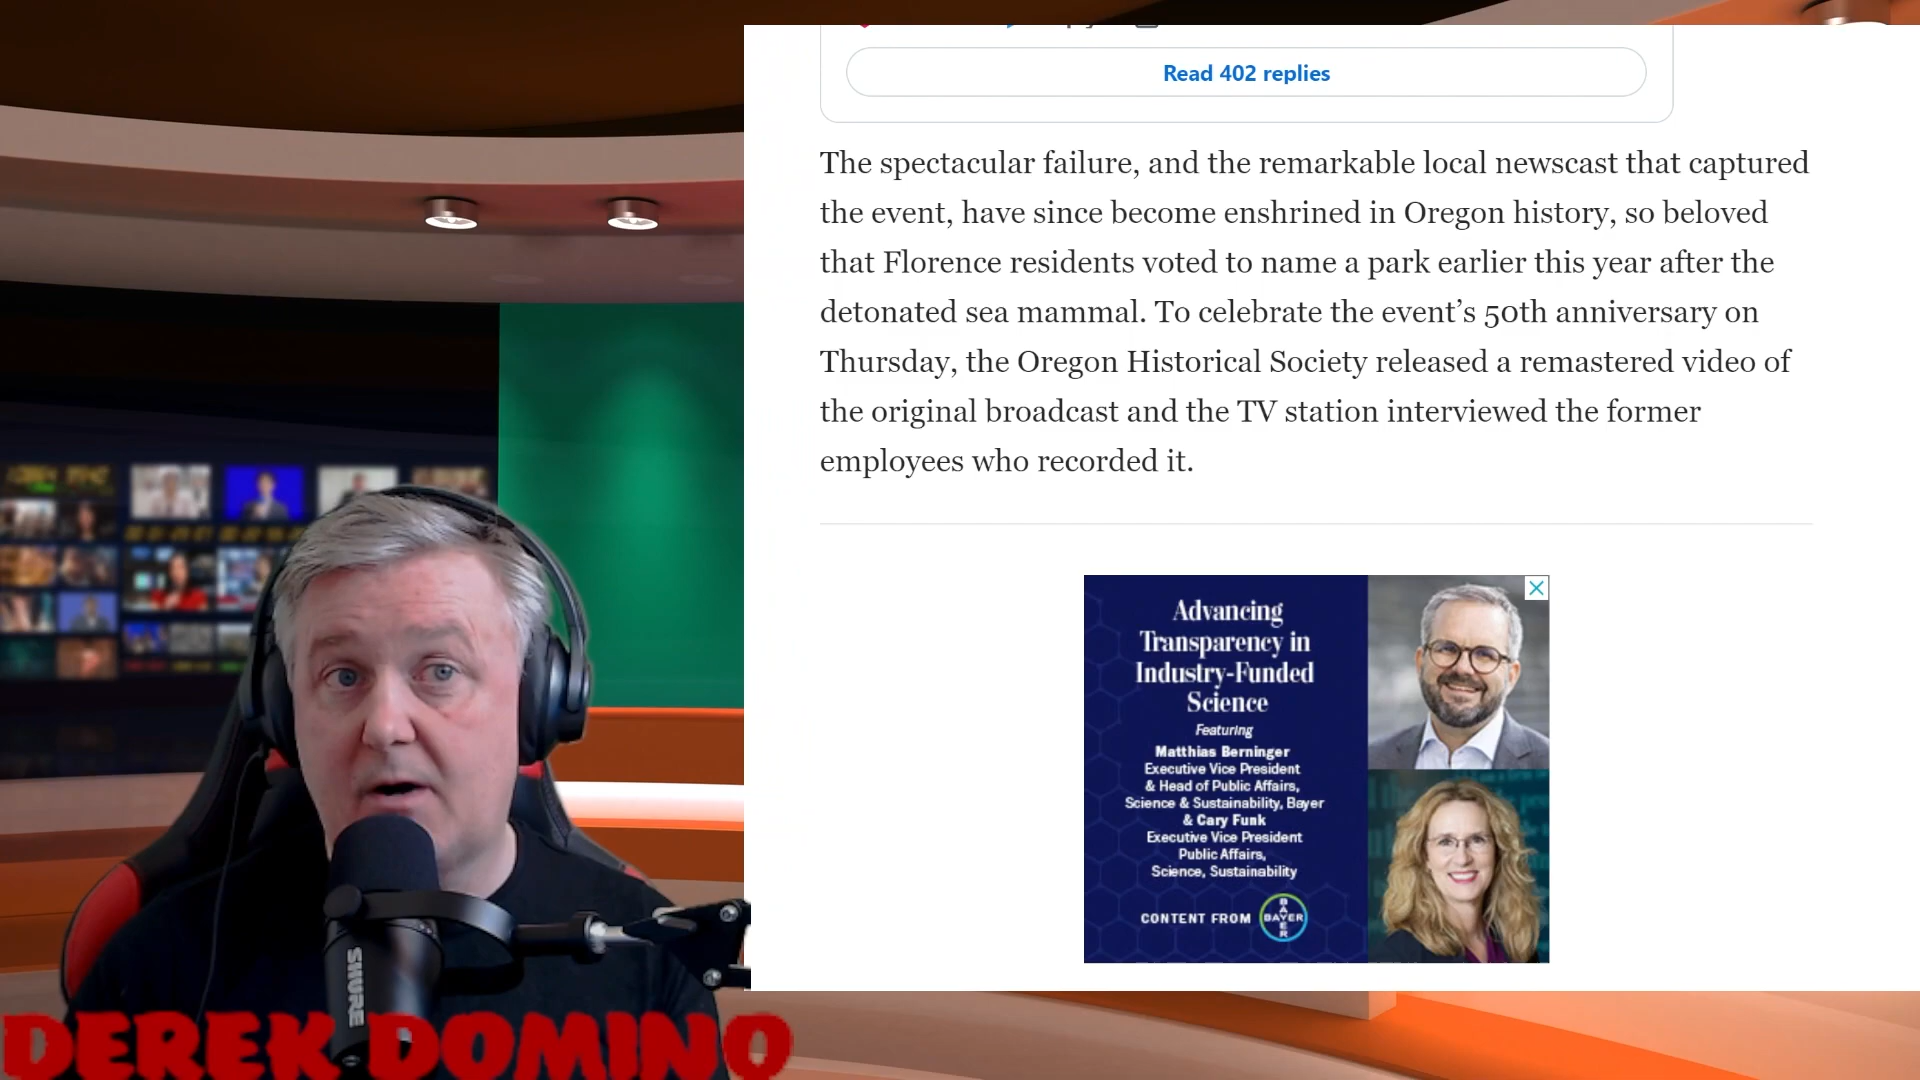 Read 402 replies
The spectacular failure, and the remarkable local newscast that captured
the event, have since become enshrined in Oregon history, so beloved
that Florence residents voted to name a park earlier this year after the
detonated sea mammal. To celebrate the event’s 50th anniversary on
Thursday, the Oregon Historical Society released a remastered video of
the original broadcast and the TV station interviewed the former
employees who recorded it.
Advancing
Transparency in
Industry-Funded
Science
Featuring
Matthias Berninger
Executive Vice President
& Head of Public Affairs,
Science & Sustainability, Bayer
& Cary Funk
Executive Vice President
Public Affairs,
Science, Sustainability
CONTENT FROM
BAYER
BAYER
SHURE
DEREK DOMINO